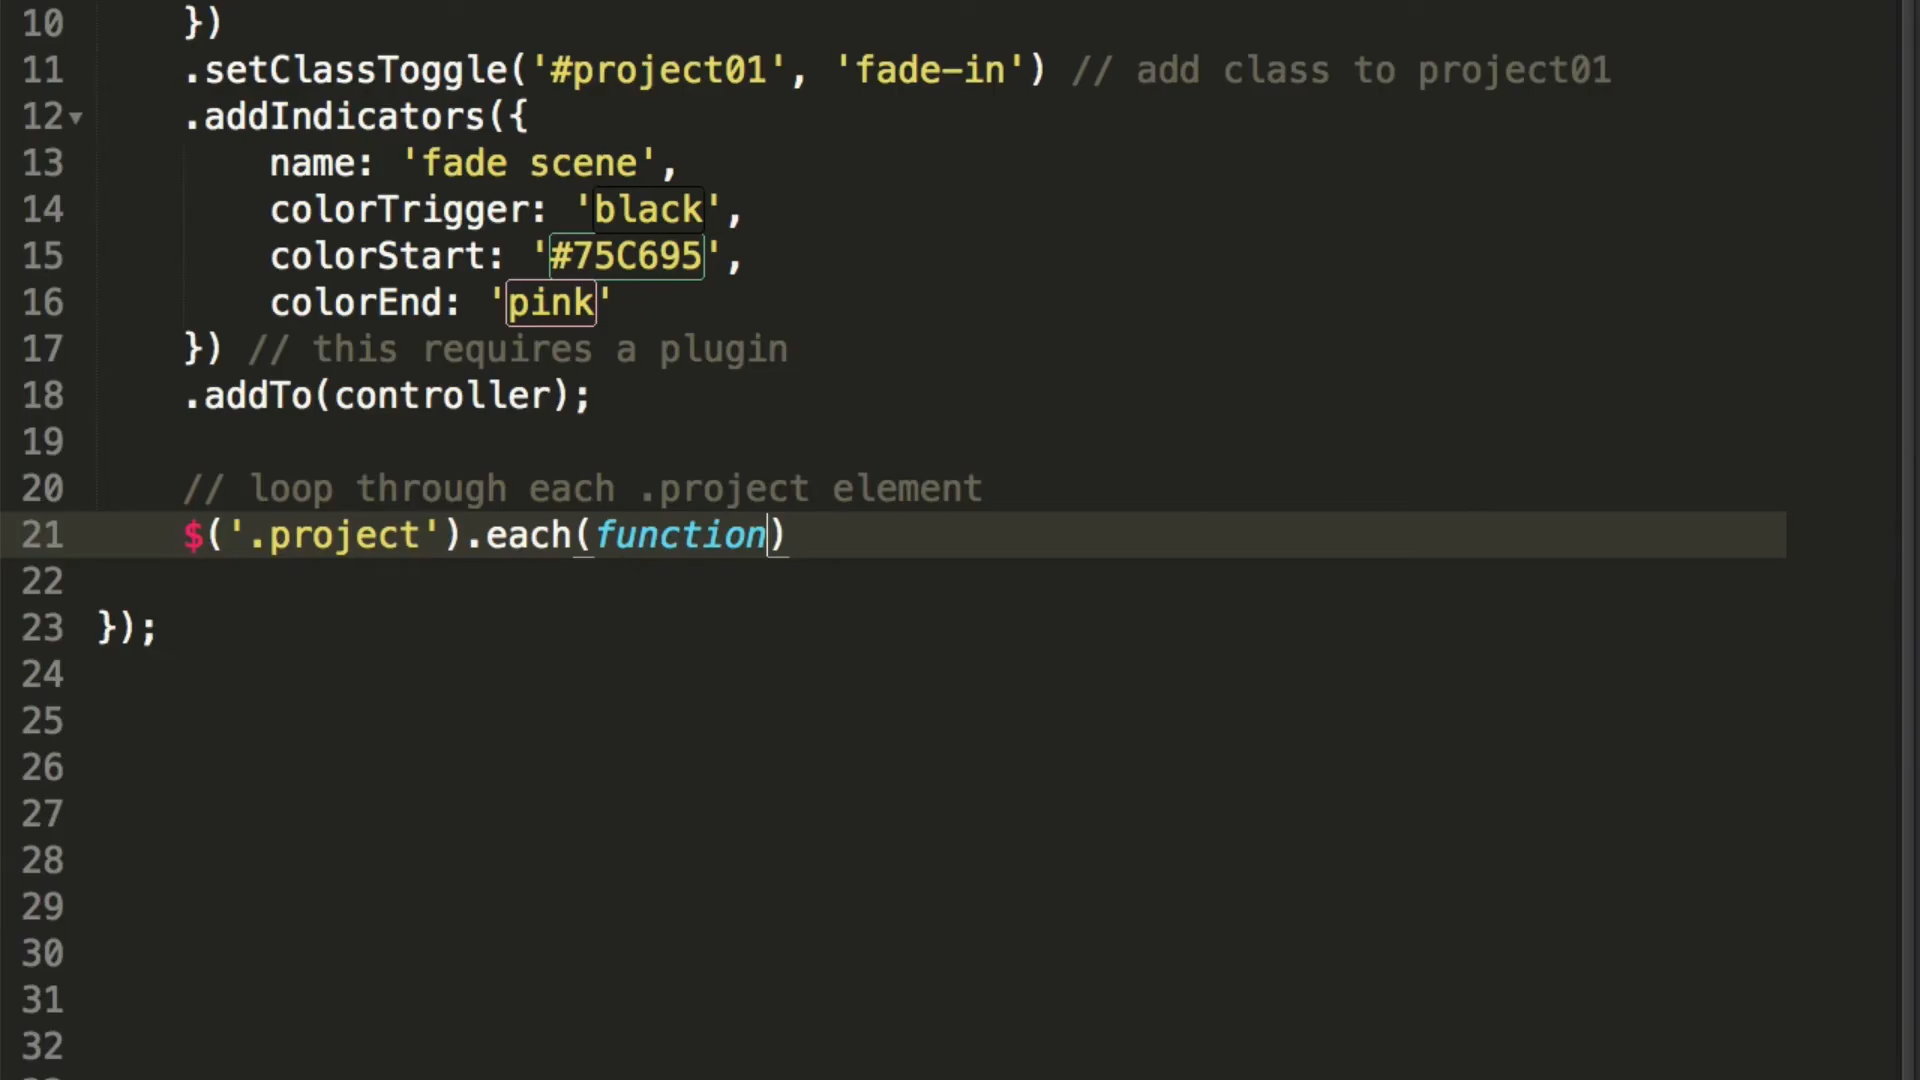 10 })
11 .setClassToggle('#project01', 'fade-in') // add class to project01
12 .addIndicators({
13 name: 'fade scene',
14 colorTrigger: 'black',
15 colorStart: '#75C695',
16 colorEnd: 'pink'
17 }) // this requires a plugin
18 .addTo(controller);
19
20 // loop through each .project element
21 $('.project').each(function)
22
23 });
24
25
26
27
28
29
30
31
32